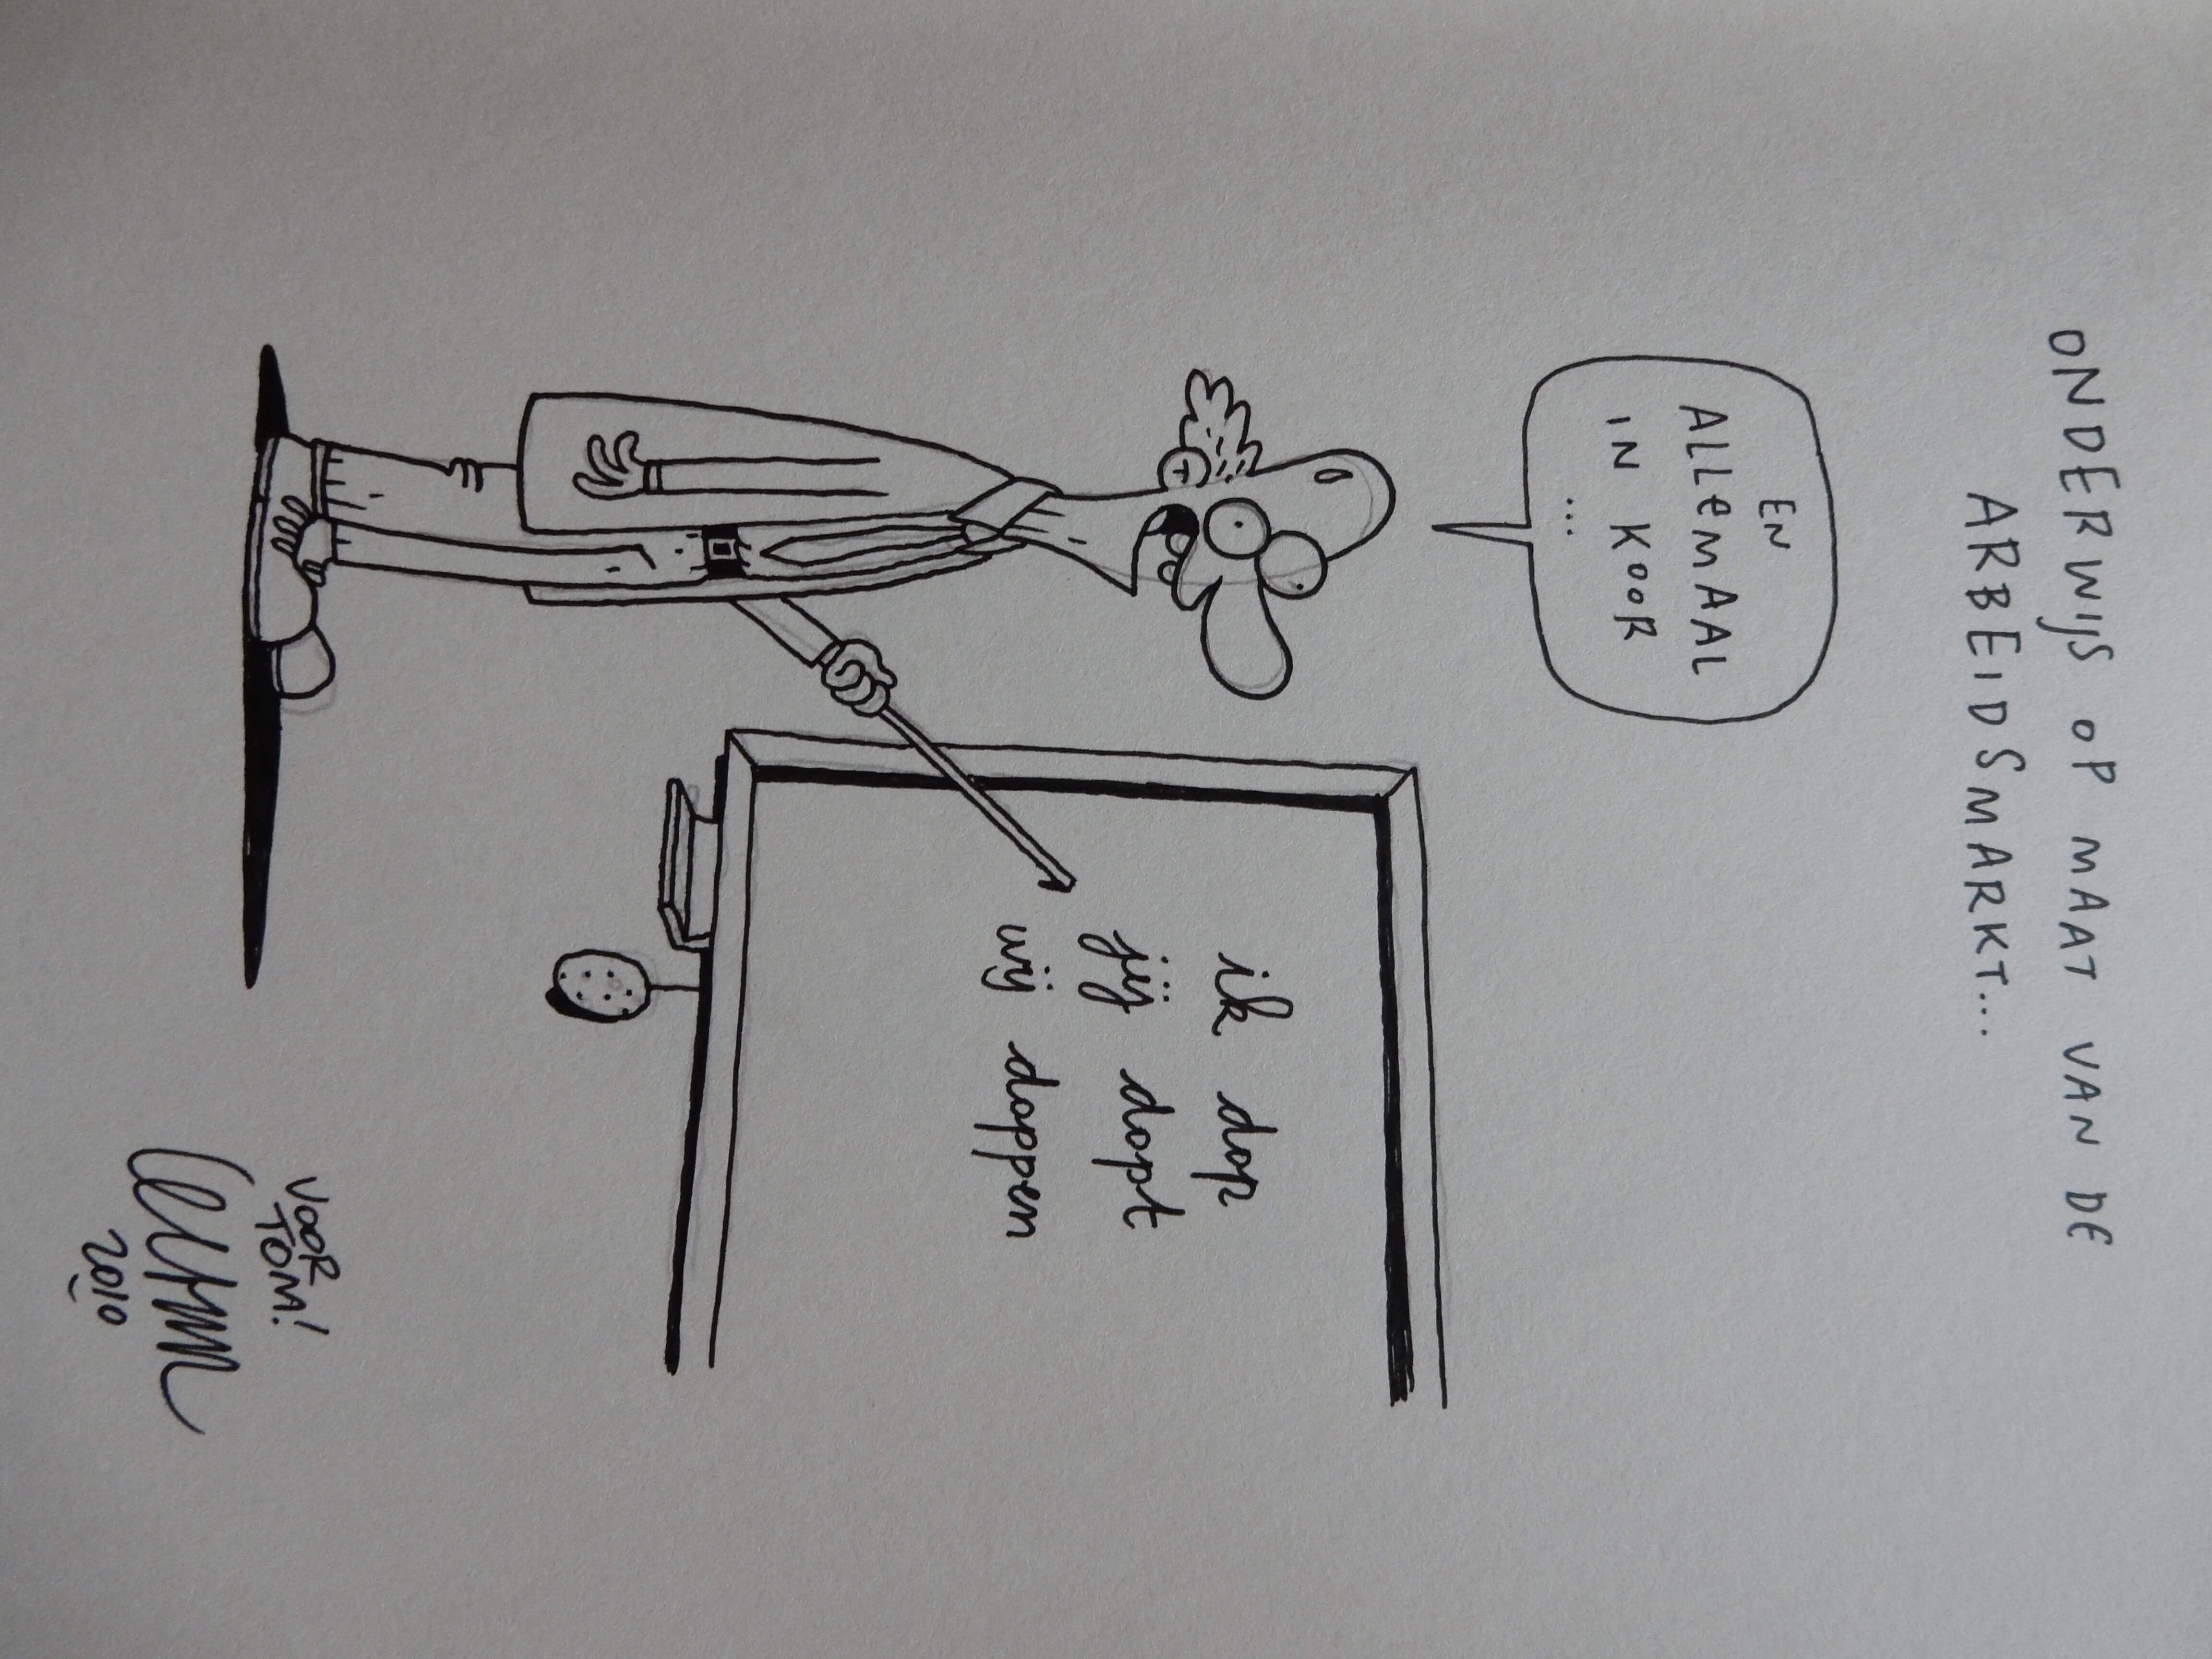 ONDERWIJS OP MAAT VAN DE
ARBEIDSMARKT...
EN
ALLEMAAL
IN KOOR
...
ik dop
jij dopt
wij doppen
VOOR
TOM!
2010